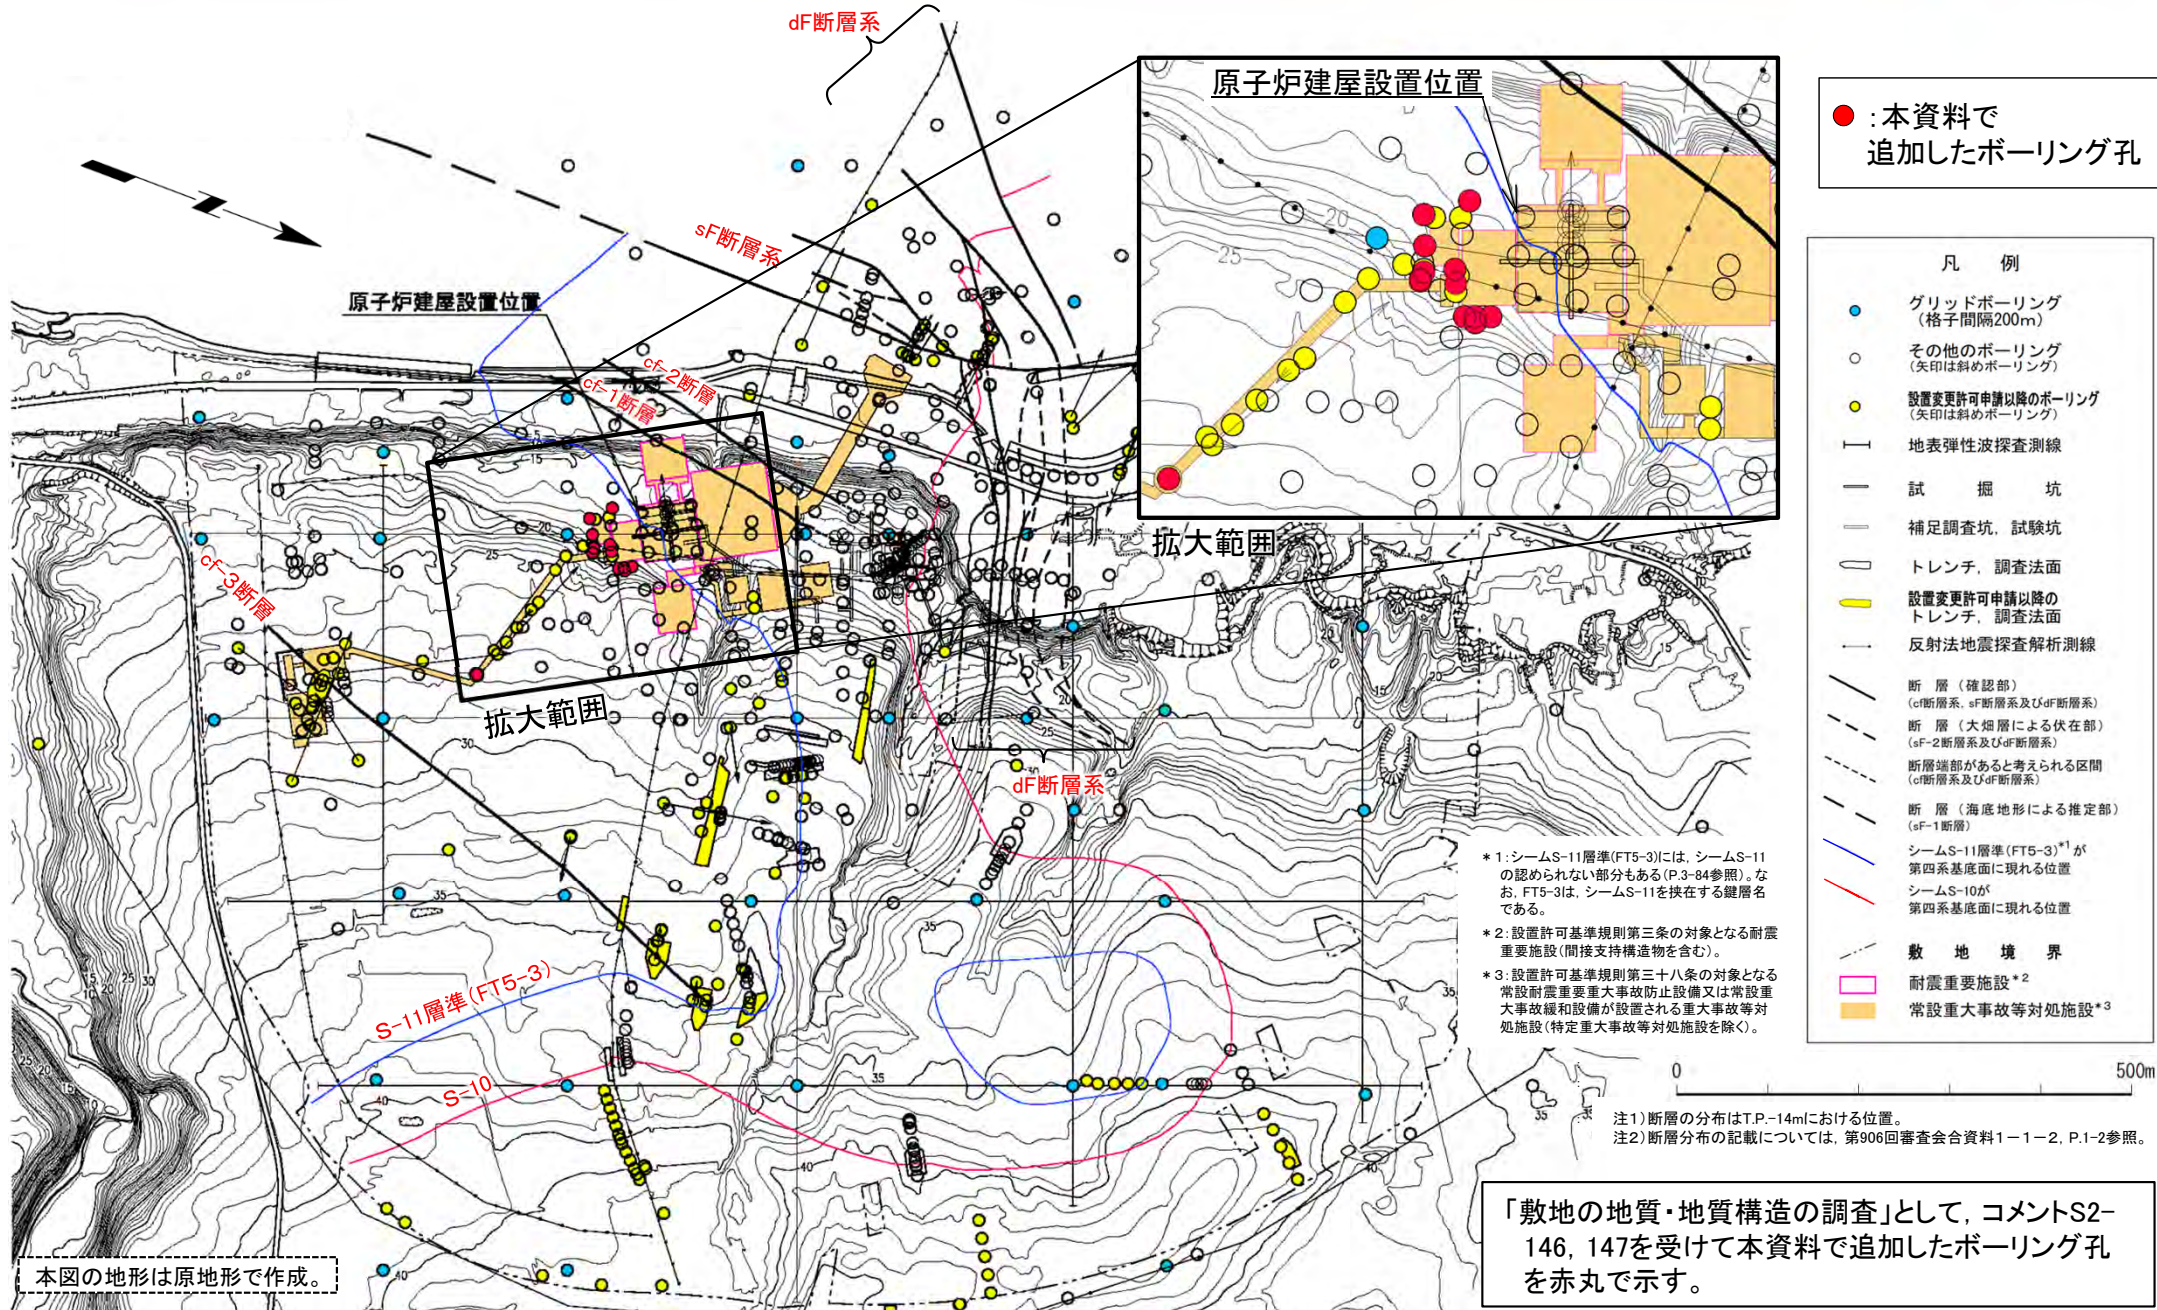 dF断層系
sF断層系
原子炉建屋設置位置
cf-2断層
cf-1断層
cf-3断層
拡大範囲
dF断層系
S-11層準(FT5-3)
S-10
本図の地形は原地形で作成。
原子炉建屋設置位置
20
25
拡大範囲
15
20
25
30
35
35
35
40
40
40
25
20
15
10
15
20
25
30
：本資料で
追加したボーリング孔
凡　例
グリッドボーリング
（格子間隔200m）
その他のボーリング
（矢印は斜めボーリング）
設置変更許可申請以降のボーリング
（矢印は斜めボーリング）
地表弾性波探査測線
試　掘　坑
補足調査坑，試験坑
トレンチ，調査法面
設置変更許可申請以降の
トレンチ，調査法面
反射法地震探査解析測線
断　層（確認部）
(cf断層系, sF断層系及びdF断層系)
断　層（大畑層による伏在部）
(sF-2断層系及びdF断層系)
断層端部があると考えられる区間
(cf断層系及びdF断層系)
断　層（海底地形による推定部）
(sF-1断層)
シームS-11層準(FT5-3)*1が
第四系基底面に現れる位置
シームS-10が
第四系基底面に現れる位置
敷　地　境　界
耐震重要施設*2
常設重大事故等対処施設*3
＊1：シームS-11層準(FT5-3)には，シームS-11
の認められない部分もある(P.3-84参照)。な
お，FT5-3は，シームS-11を挟在する鍵層名
である。
＊2：設置許可基準規則第三条の対象となる耐震
重要施設(間接支持構造物を含む)。
＊3：設置許可基準規則第三十八条の対象となる
常設耐震重要重大事故防止設備又は常設重
大事故緩和設備が設置される重大事故等対
処施設(特定重大事故等対処施設を除く)。
0　500m
注1）断層の分布はT.P.-14mにおける位置。
注2）断層分布の記載については，第906回審査会合資料1－1－2，P.1-2参照。
「敷地の地質・地質構造の調査」として，コメントS2-
146，147を受けて本資料で追加したボーリング孔
を赤丸で示す。